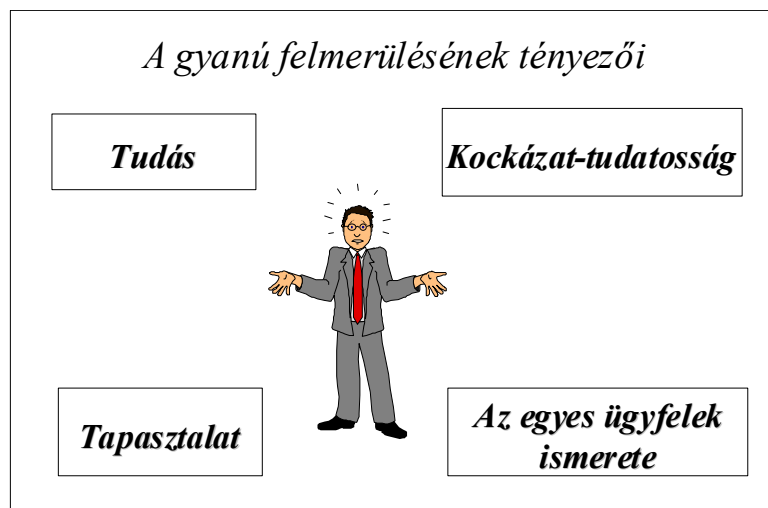 A gyanú felmerülésének tényezői
Tudás
Kockázat-tudatosság
Tapasztalat
Az egyes ügyfelek
ismerete